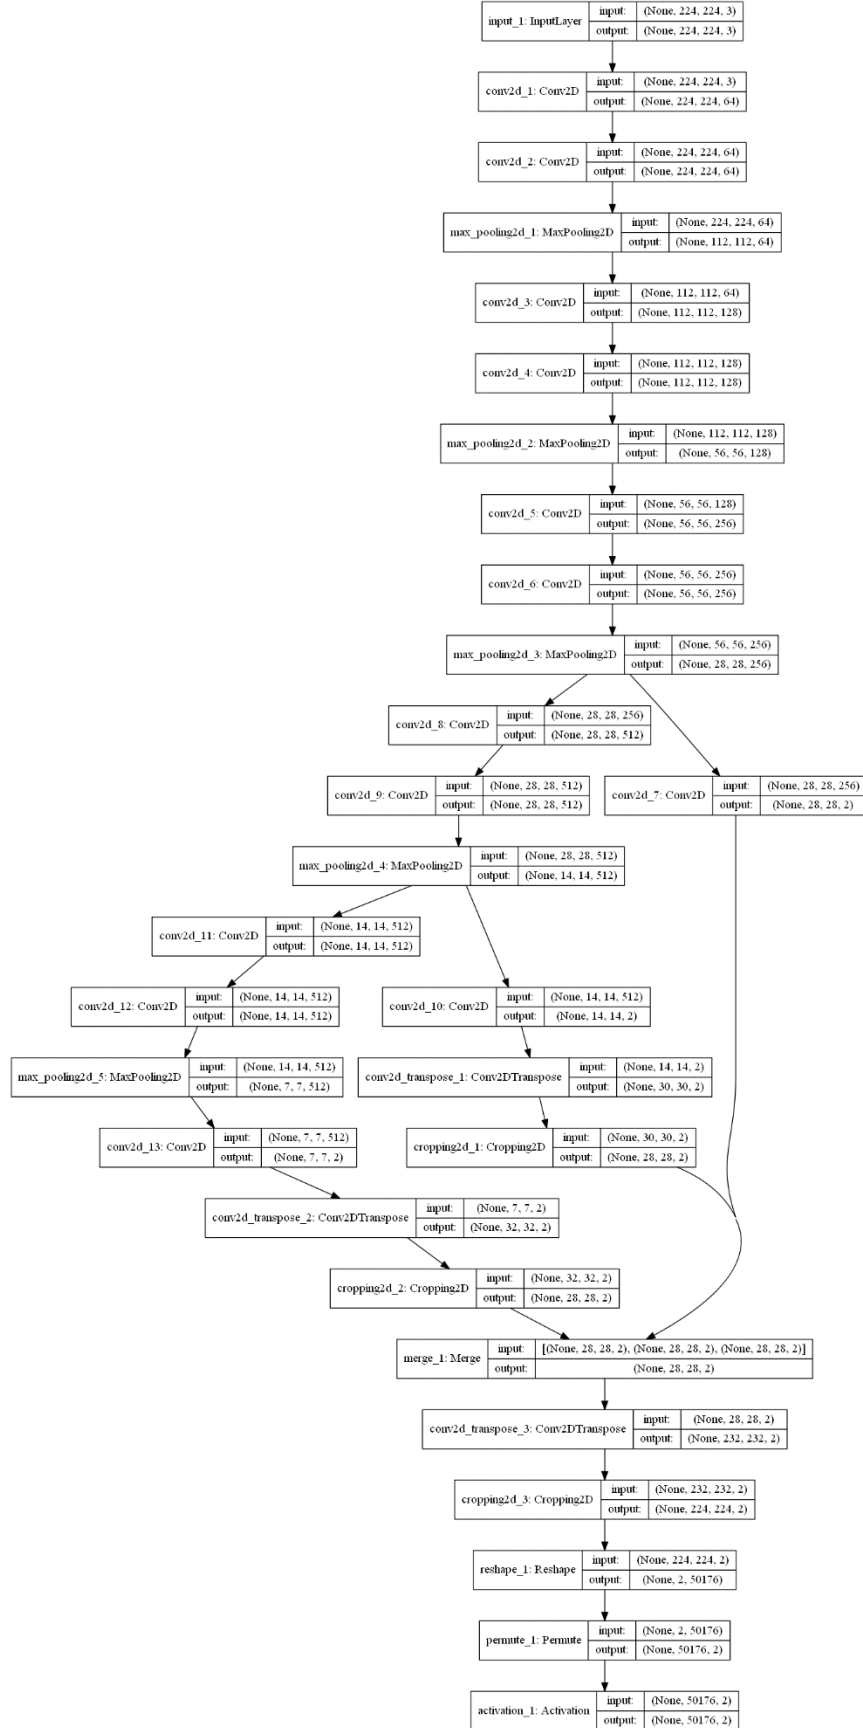 input_1: InputLayer
input: (None, 224, 224, 3)
output: (None, 224, 224, 3)
conv2d_1: Conv2D
input: (None, 224, 224, 3)
output: (None, 224, 224, 64)
conv2d_2: Conv2D
input: (None, 224, 224, 64)
output: (None, 224, 224, 64)
max_pooling2d_1: MaxPooling2D
input: (None, 224, 224, 64)
output: (None, 112, 112, 64)
conv2d_3: Conv2D
input: (None, 112, 112, 64)
output: (None, 112, 112, 128)
conv2d_4: Conv2D
input: (None, 112, 112, 128)
output: (None, 112, 112, 128)
max_pooling2d_2: MaxPooling2D
input: (None, 112, 112, 128)
output: (None, 56, 56, 128)
conv2d_5: Conv2D
input: (None, 56, 56, 128)
output: (None, 56, 56, 256)
conv2d_6: Conv2D
input: (None, 56, 56, 256)
output: (None, 56, 56, 256)
max_pooling2d_3: MaxPooling2D
input: (None, 56, 56, 256)
output: (None, 28, 28, 256)
conv2d_8: Conv2D
input: (None, 28, 28, 256)
output: (None, 28, 28, 512)
conv2d_9: Conv2D
input: (None, 28, 28, 512)
output: (None, 28, 28, 512)
conv2d_7: Conv2D
input: (None, 28, 28, 256)
output: (None, 28, 28, 2)
max_pooling2d_4: MaxPooling2D
input: (None, 28, 28, 512)
output: (None, 14, 14, 512)
conv2d_11: Conv2D
input: (None, 14, 14, 512)
output: (None, 14, 14, 512)
conv2d_12: Conv2D
input: (None, 14, 14, 512)
output: (None, 14, 14, 512)
conv2d_10: Conv2D
input: (None, 14, 14, 512)
output: (None, 14, 14, 2)
max_pooling2d_5: MaxPooling2D
input: (None, 14, 14, 512)
output: (None, 7, 7, 512)
conv2d_transpose_1: Conv2DTranspose
input: (None, 14, 14, 2)
output: (None, 30, 30, 2)
conv2d_13: Conv2D
input: (None, 7, 7, 512)
output: (None, 7, 7, 2)
cropping2d_1: Cropping2D
input: (None, 30, 30, 2)
output: (None, 28, 28, 2)
conv2d_transpose_2: Conv2DTranspose
input: (None, 7, 7, 2)
output: (None, 32, 32, 2)
cropping2d_2: Cropping2D
input: (None, 32, 32, 2)
output: (None, 28, 28, 2)
merge_1: Merge
input: [(None, 28, 28, 2), (None, 28, 28, 2), (None, 28, 28, 2)]
output: (None, 28, 28, 2)
conv2d_transpose_3: Conv2DTranspose
input: (None, 28, 28, 2)
output: (None, 232, 232, 2)
cropping2d_3: Cropping2D
input: (None, 232, 232, 2)
output: (None, 224, 224, 2)
reshape_1: Reshape
input: (None, 224, 224, 2)
output: (None, 2, 50176)
permute_1: Permute
input: (None, 2, 50176)
output: (None, 50176, 2)
activation_1: Activation
input: (None, 50176, 2)
output: (None, 50176, 2)